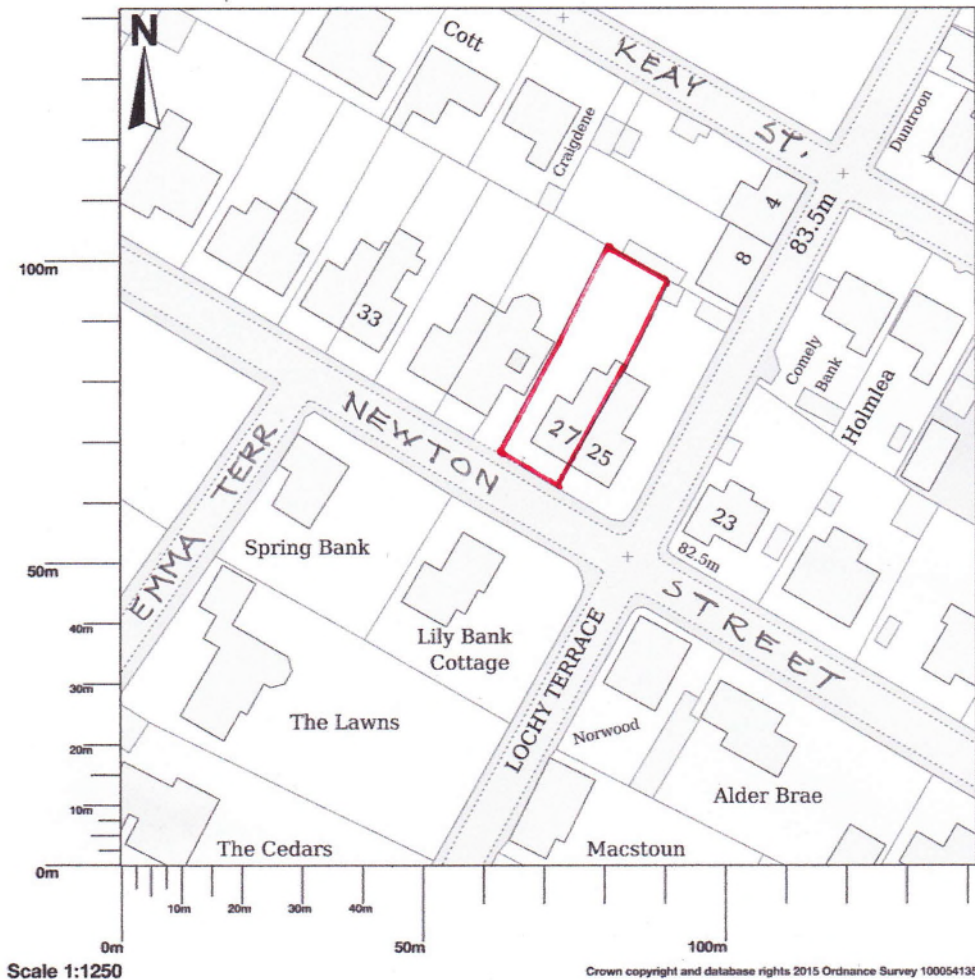 N
Cott
KEAY ST.
Craigdene
Duntroon
4
8
83.5m
100m
33
Comely
Bank
Holmlea
NEWTON STREET
27
25
23
82.5m
EMMA TERR.
Spring Bank
50m
Lily Bank
Cottage
LOCHY TERRACE
40m
30m
The Lawns
Norwood
20m
Alder Brae
10m
The Cedars
Macstoun
0m
10m
20m
30m
40m
0m
50m
100m
Scale 1:1250
Crown copyright and database rights 2015 Ordnance Survey